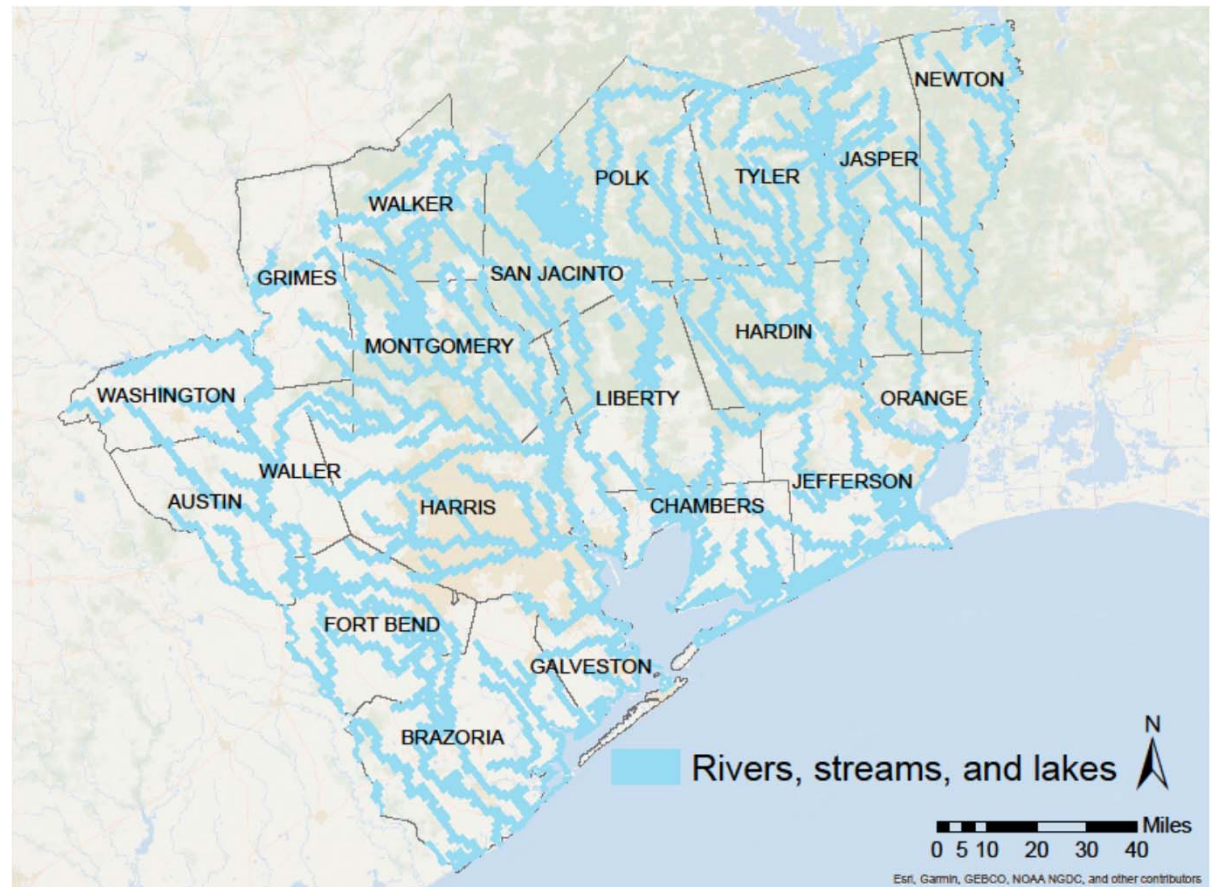 NEWTON
JASPER
POLK
TYLER
WALKER
SAN JACINTO
GRIMES
HARDIN
MONTGOMERY
WASHINGTON
LIBERTY
ORANGE
WALLER
JEFFERSON
AUSTIN
HARRIS
CHAMBERS
FORT BEND
GALVESTON
BRAZORIA
N
Rivers, streams, and lakes
Miles
0 5 10 20 30 40
Esri, Garmin, GEBCO, NOAA NGDC, and other contributors